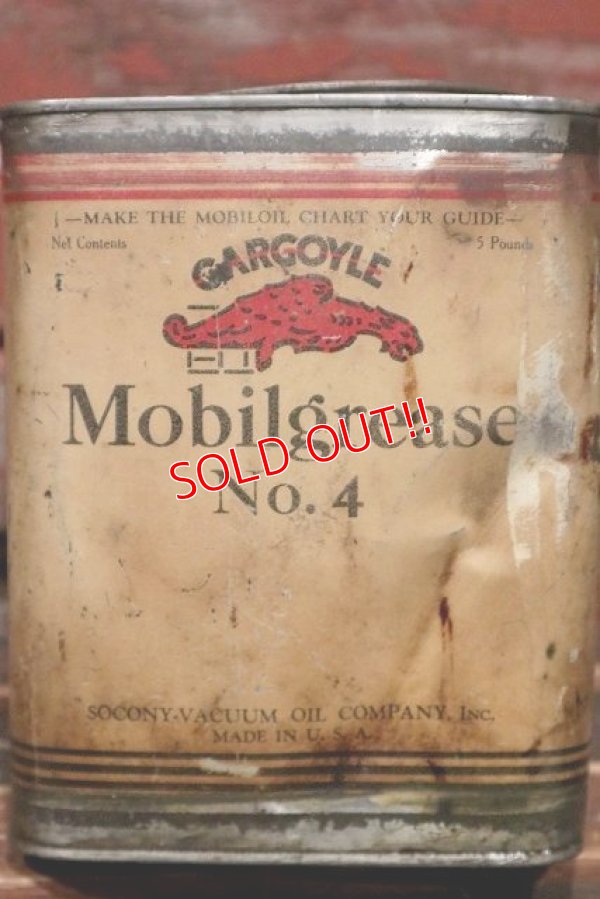 —MAKE THE MOBILOIL CHART YOUR GUIDE—
Net Contents 5 Pounds
GARGOYLE
Mobilgrease
SOLD OUT!!
No. 4
SOCONY-VACUUM OIL COMPANY, INC.
MADE IN U. S. A.